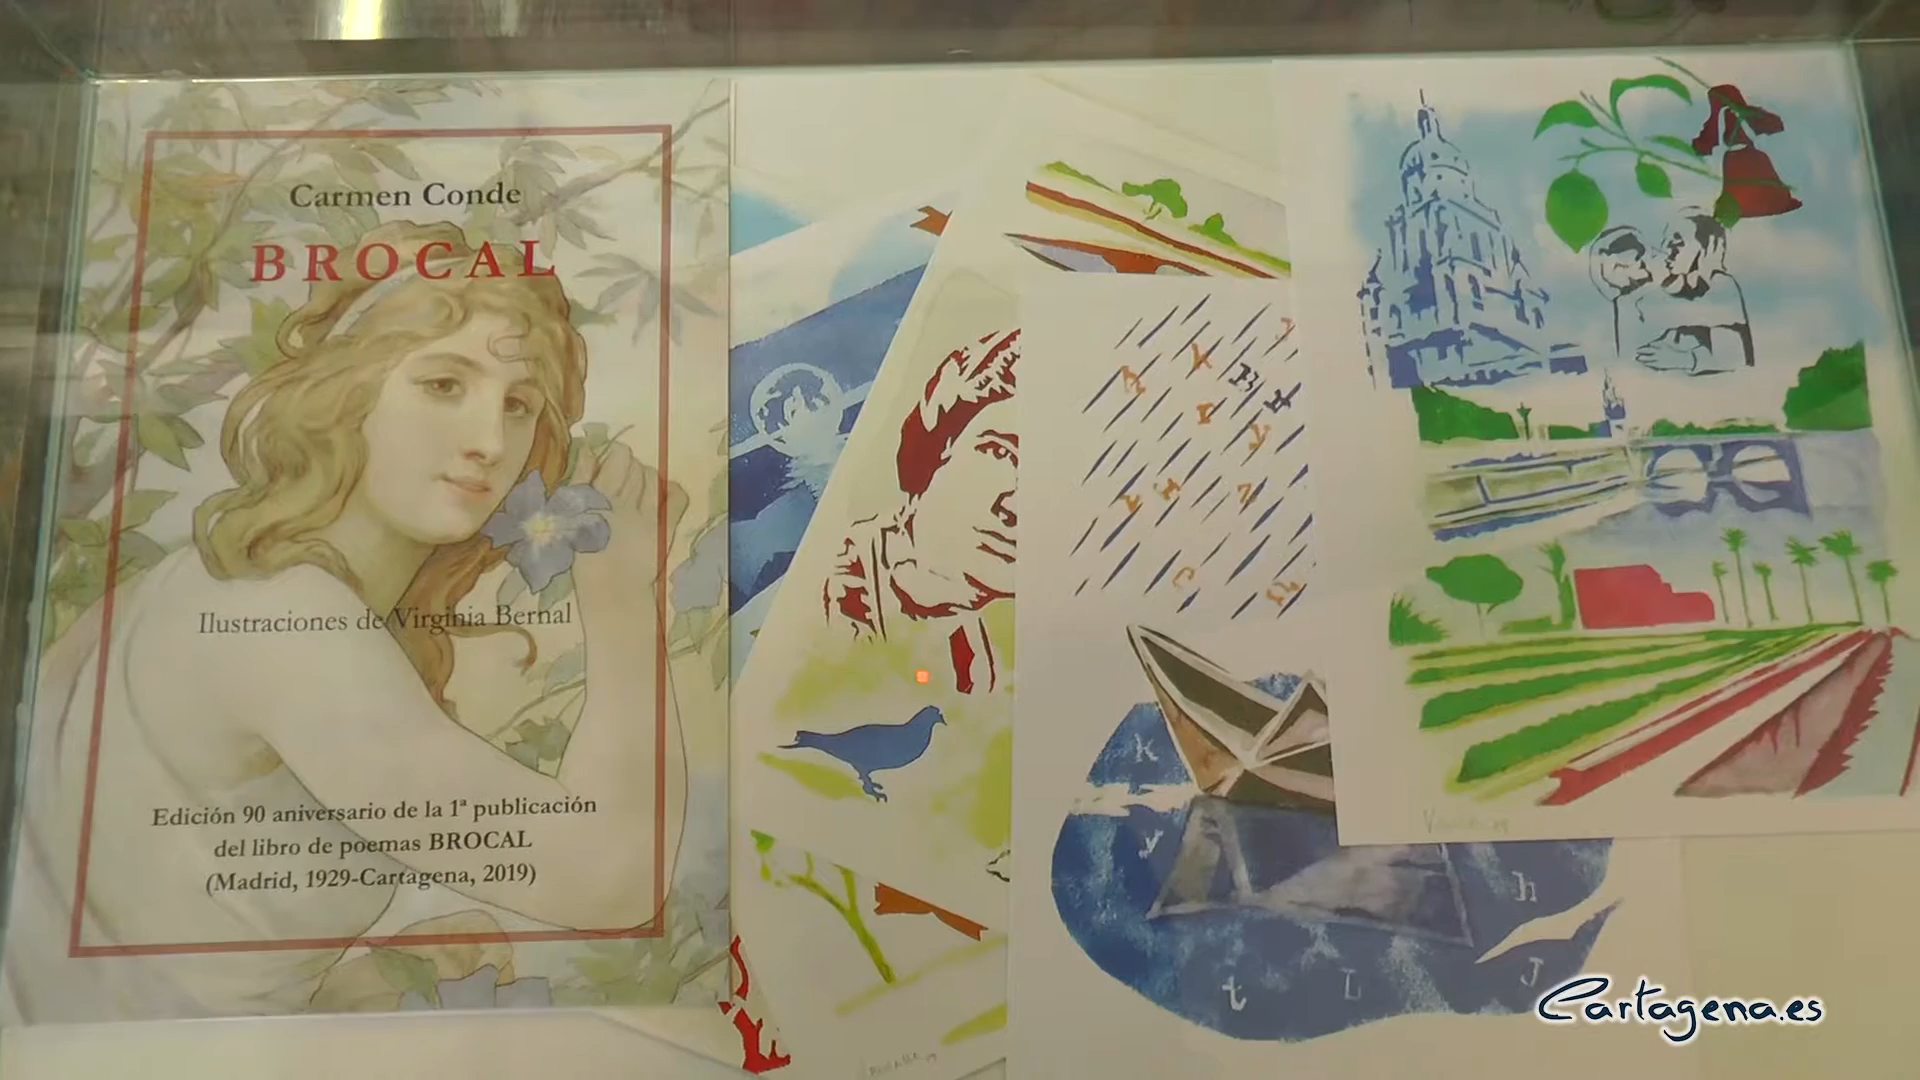 Carmen Conde
BROCAL
Ilustraciones de Virginia Bernal
Edición 90 aniversario de la 1ª publicación
del libro de poemas BROCAL
(Madrid, 1929-Cartagena, 2019)
k
y
h
t
L
J
Cartagena.es